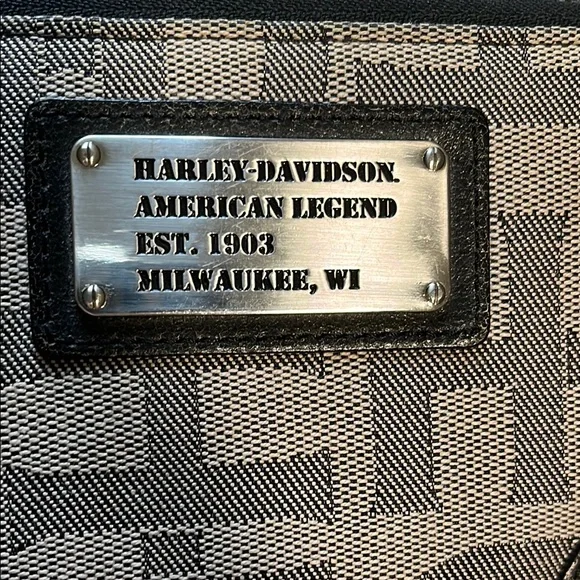 HARLEY-DAVIDSON.
AMERICAN LEGEND
EST. 1903
MILWAUKEE, WI